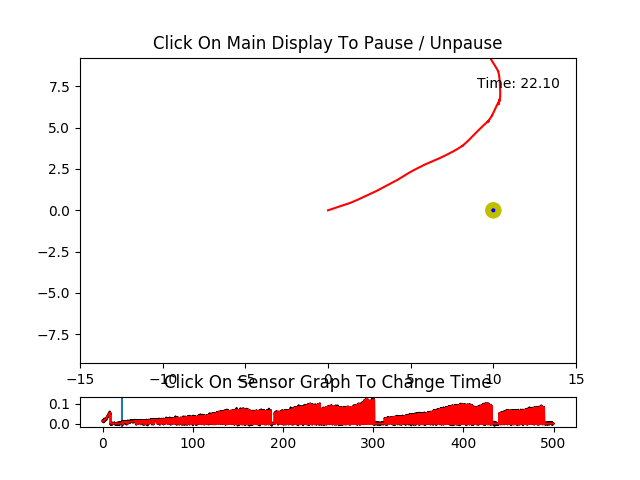 Click On Main Display To Pause / Unpause
7.5
Time: 22.10
5.0
2.5
0.0
−2.5
−5.0
−7.5
−15 −10 −5 0 5 10 15
Click On Sensor Graph To Change Time
0.1
0.0
0 100 200 300 400 500